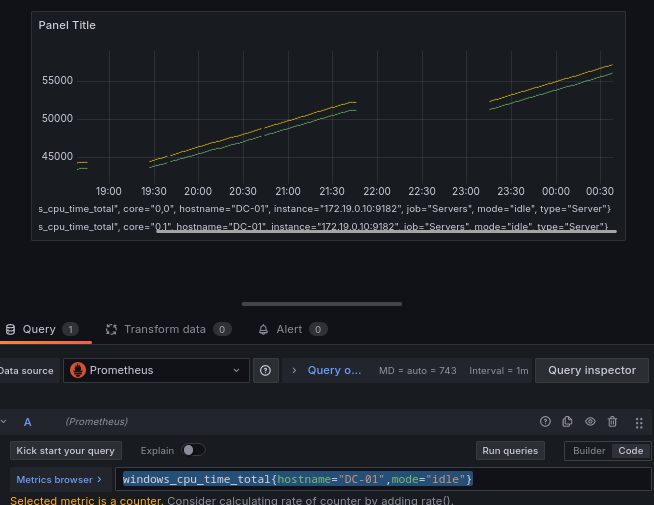 Panel Title
55000
50000
45000
19:00 19:30 20:00 20:30 21:00 21:30 22:00 22:30 23:00 23:30 00:00 00:30
s_cpu_time_total", core="0,0", hostname="DC-01", instance="172.19.0.10:9182", job="Servers", mode="idle", type="Server"}
s_cpu_time_total", core="0,1", hostname="DC-01", instance="172.19.0.10:9182", job="Servers", mode="idle", type="Server"}
Query 1 Transform data 0 Alert 0
Data source Prometheus Query o... MD = auto = 743 Interval = 1m Query inspector
A (Prometheus)
Kick start your query Explain Run queries Builder Code
Metrics browser > windows_cpu_time_total{hostname="DC-01",mode="idle"}
Selected metric is a counter. Consider calculating rate of counter by adding rate().